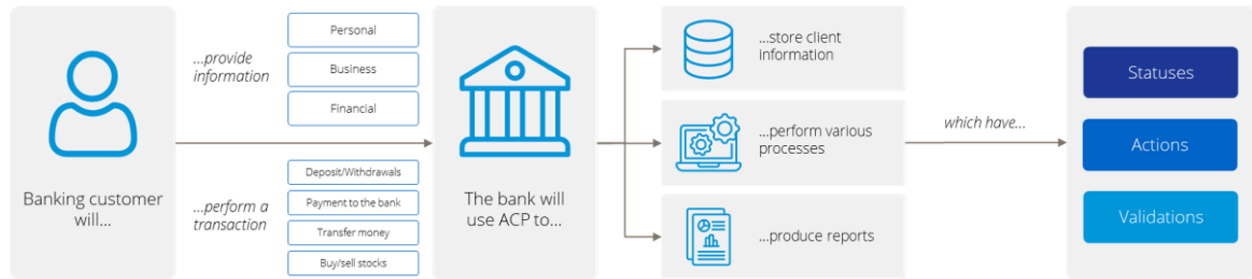 Banking customer
will...
...provide
information
Personal
Business
Financial
...perform a
transaction
Deposit/Withdrawals
Payment to the bank
Transfer money
Buy/sell stocks
The bank will
use ACP to...
...store client
information
...perform various
processes
...produce reports
which have...
Statuses
Actions
Validations